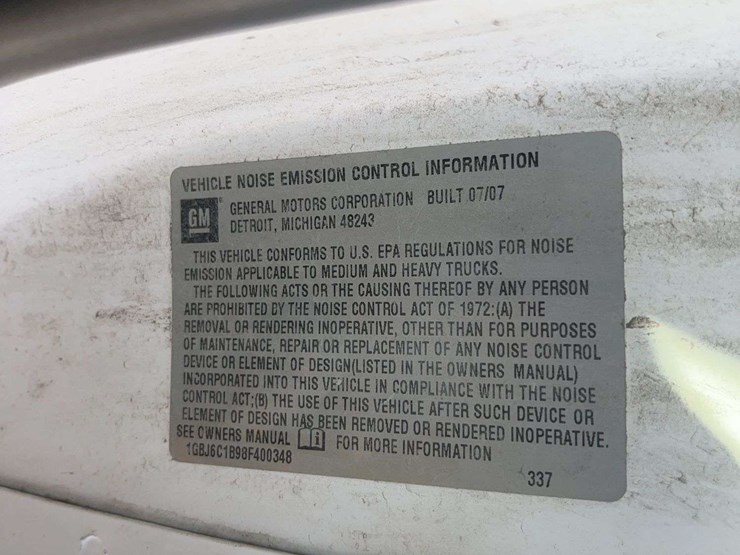 VEHICLE NOISE EMISSION CONTROL INFORMATION
GM
GENERAL MOTORS CORPORATION BUILT 07/07
DETROIT, MICHIGAN 48243
THIS VEHICLE CONFORMS TO U.S. EPA REGULATIONS FOR NOISE
EMISSION APPLICABLE TO MEDIUM AND HEAVY TRUCKS.
THE FOLLOWING ACTS OR THE CAUSING THEREOF BY ANY PERSON
ARE PROHIBITED BY THE NOISE CONTROL ACT OF 1972:(A) THE
REMOVAL OR RENDERING INOPERATIVE, OTHER THAN FOR PURPOSES
OF MAINTENANCE, REPAIR OR REPLACEMENT OF ANY NOISE CONTROL
DEVICE OR ELEMENT OF DESIGN(LISTED IN THE OWNERS MANUAL)
INCORPORATED INTO THIS VEHICLE IN COMPLIANCE WITH THE NOISE
CONTROL ACT;(B) THE USE OF THIS VEHICLE AFTER SUCH DEVICE OR
ELEMENT OF DESIGN HAS BEEN REMOVED OR RENDERED INOPERATIVE.
SEE OWNERS MANUAL i FOR MORE INFORMATION
1GBJ6C1B98F400348
337